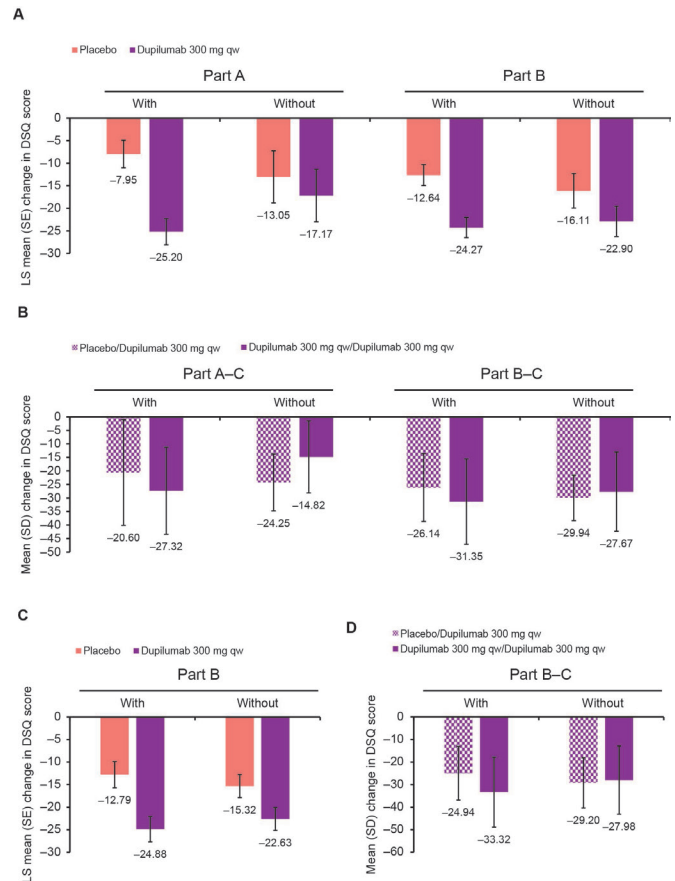 A
Placebo Dupilumab 300 mg qw
Part A Part B
With Without With Without
LS mean (SE) change in DSQ score
0
–5
–10
–15
–20
–25
–30
–7.95
–25.20
–13.05
–17.17
–12.64
–24.27
–16.11
–22.90
B
Placebo/Dupilumab 300 mg qw Dupilumab 300 mg qw/Dupilumab 300 mg qw
Part A–C Part B–C
With Without With Without
Mean (SD) change in DSQ score
0
–5
–10
–15
–20
–25
–30
–35
–40
–45
–50
–20.60
–27.32
–24.25
–14.82
–26.14
–31.35
–29.94
–27.67
C
Placebo Dupilumab 300 mg qw
Part B
With Without
LS mean (SE) change in DSQ score
0
–5
–10
–15
–20
–25
–30
–12.79
–24.88
–15.32
–22.63
D
Placebo/Dupilumab 300 mg qw
Dupilumab 300 mg qw/Dupilumab 300 mg qw
Part B–C
With Without
Mean (SD) change in DSQ score
0
–10
–20
–30
–40
–50
–60
–24.94
–33.32
–29.20
–27.98